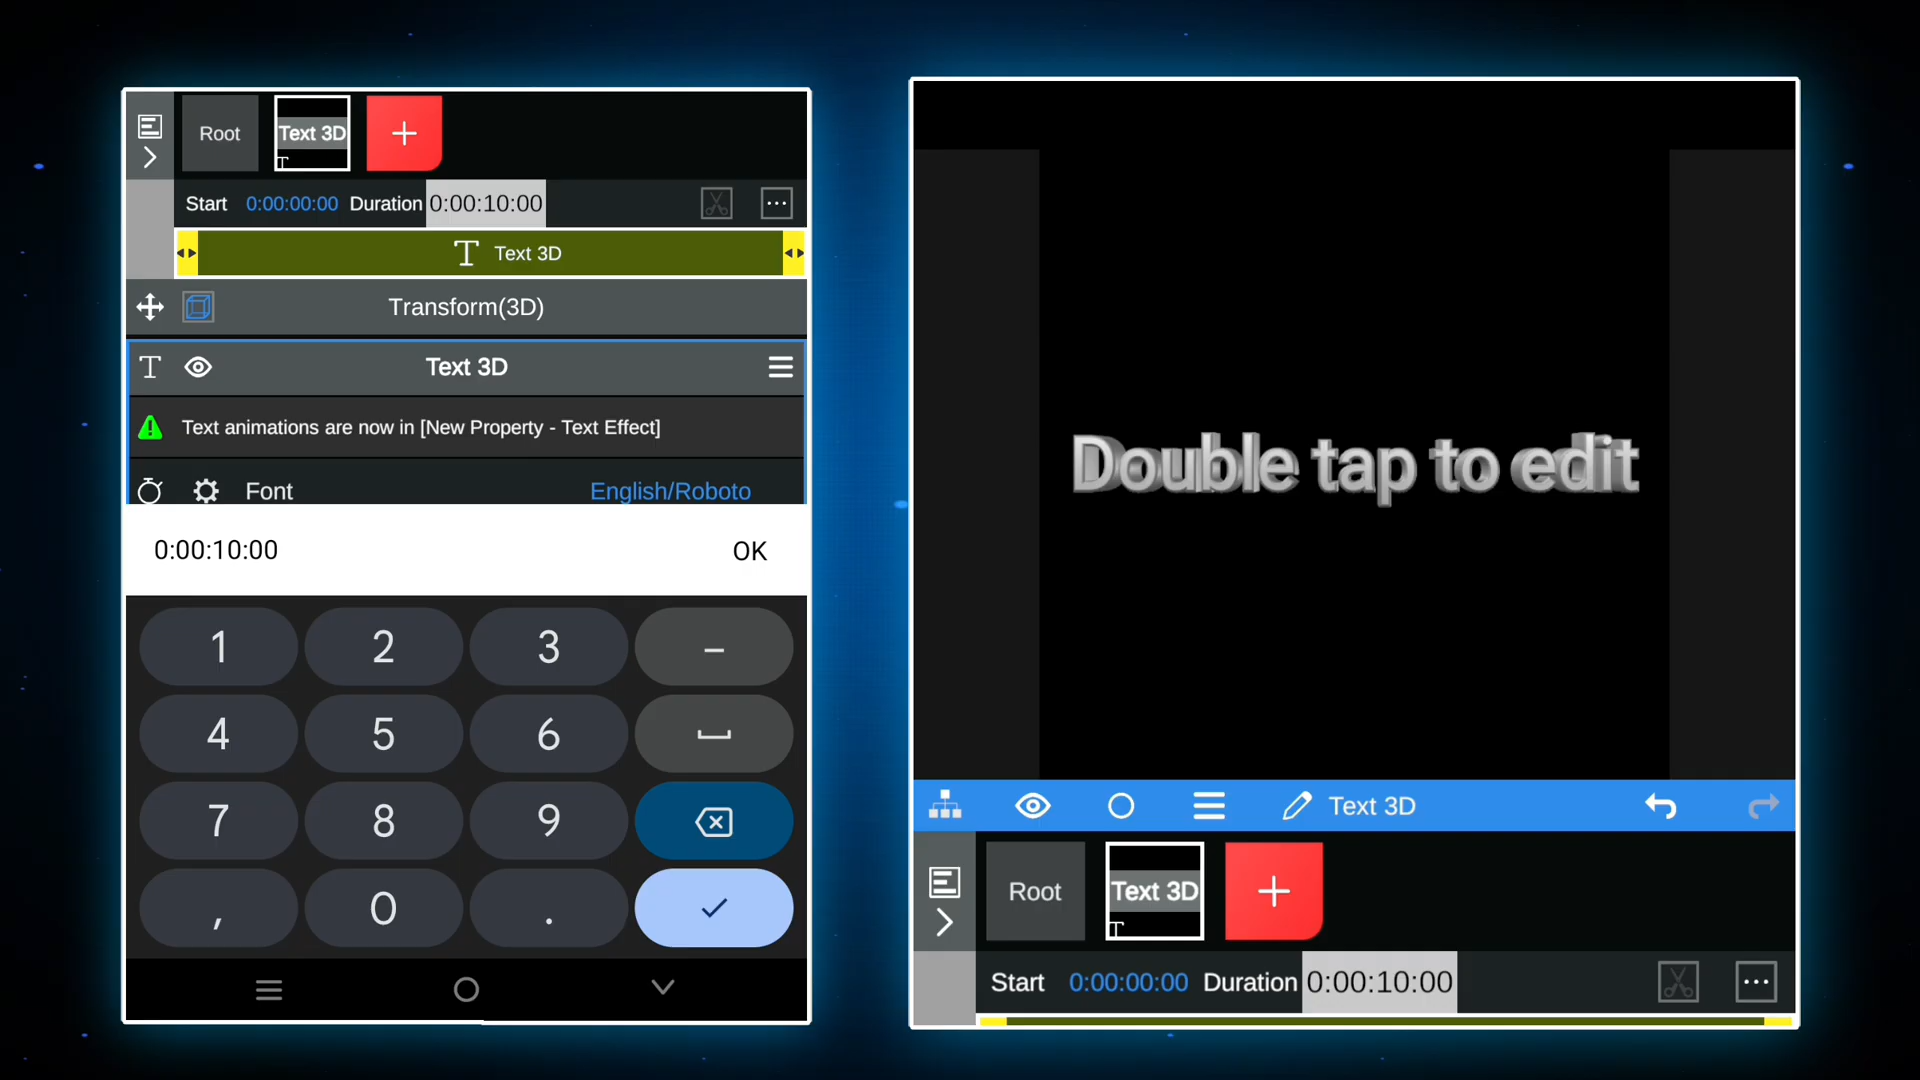 Root
Text 3D
+
T
Start 0:00:00:00 Duration 0:00:10:00
T Text 3D
Transform(3D)
T Text 3D
Text animations are now in [New Property - Text Effect]
Font English/Roboto
0:00:10:00 OK
1 2 3 –
4 5 6
7 8 9
, 0 .
Double tap to edit
Text 3D
Root
Text 3D
+
T
Start 0:00:00:00 Duration 0:00:10:00